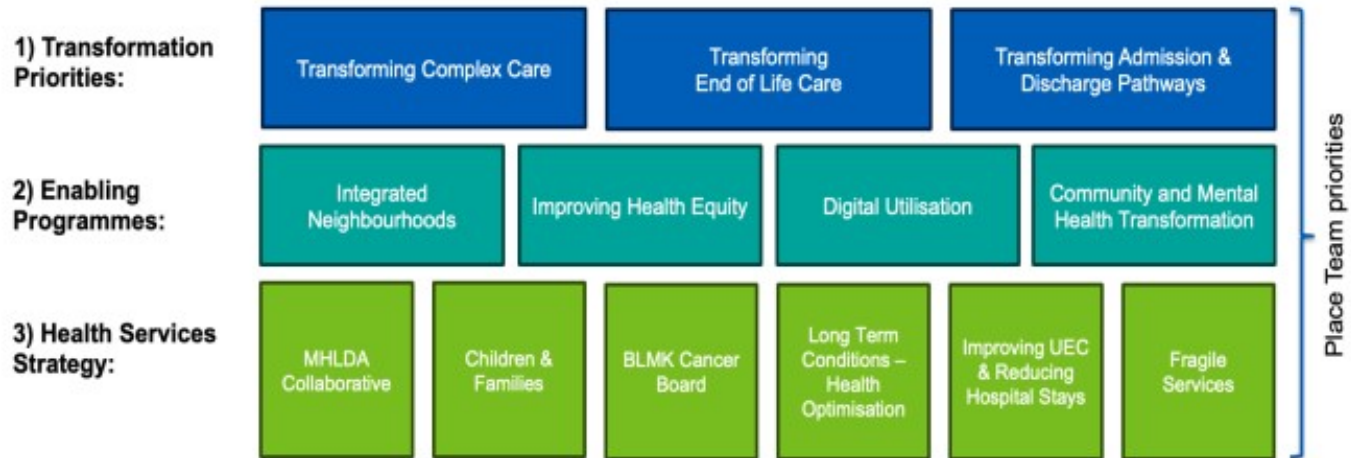 1) Transformation
Priorities:
Transforming Complex Care
Transforming
End of Life Care
Transforming Admission &
Discharge Pathways
2) Enabling
Programmes:
Integrated
Neighbourhoods
Improving Health Equity
Digital Utilisation
Community and Mental
Health Transformation
3) Health Services
Strategy:
MHLDA
Collaborative
Children &
Families
BLMK Cancer
Board
Long Term
Conditions –
Health
Optimisation
Improving UEC
& Reducing
Hospital Stays
Fragile
Services
Place Team priorities